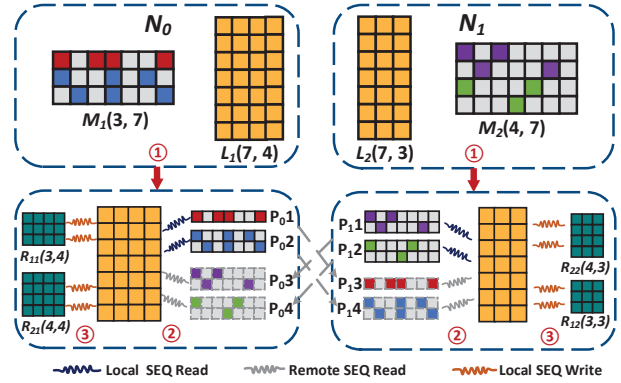 N0
N1
M1(3, 7)
L1(7, 4)
L2(7, 3)
M2(4, 7)
①
①
R11(3,4)
R21(4,4)
③
②
P01
P02
P03
P04
P11
P12
P13
P14
②
③
R22(4,3)
R12(3,3)
Local SEQ Read
Remote SEQ Read
Local SEQ Write